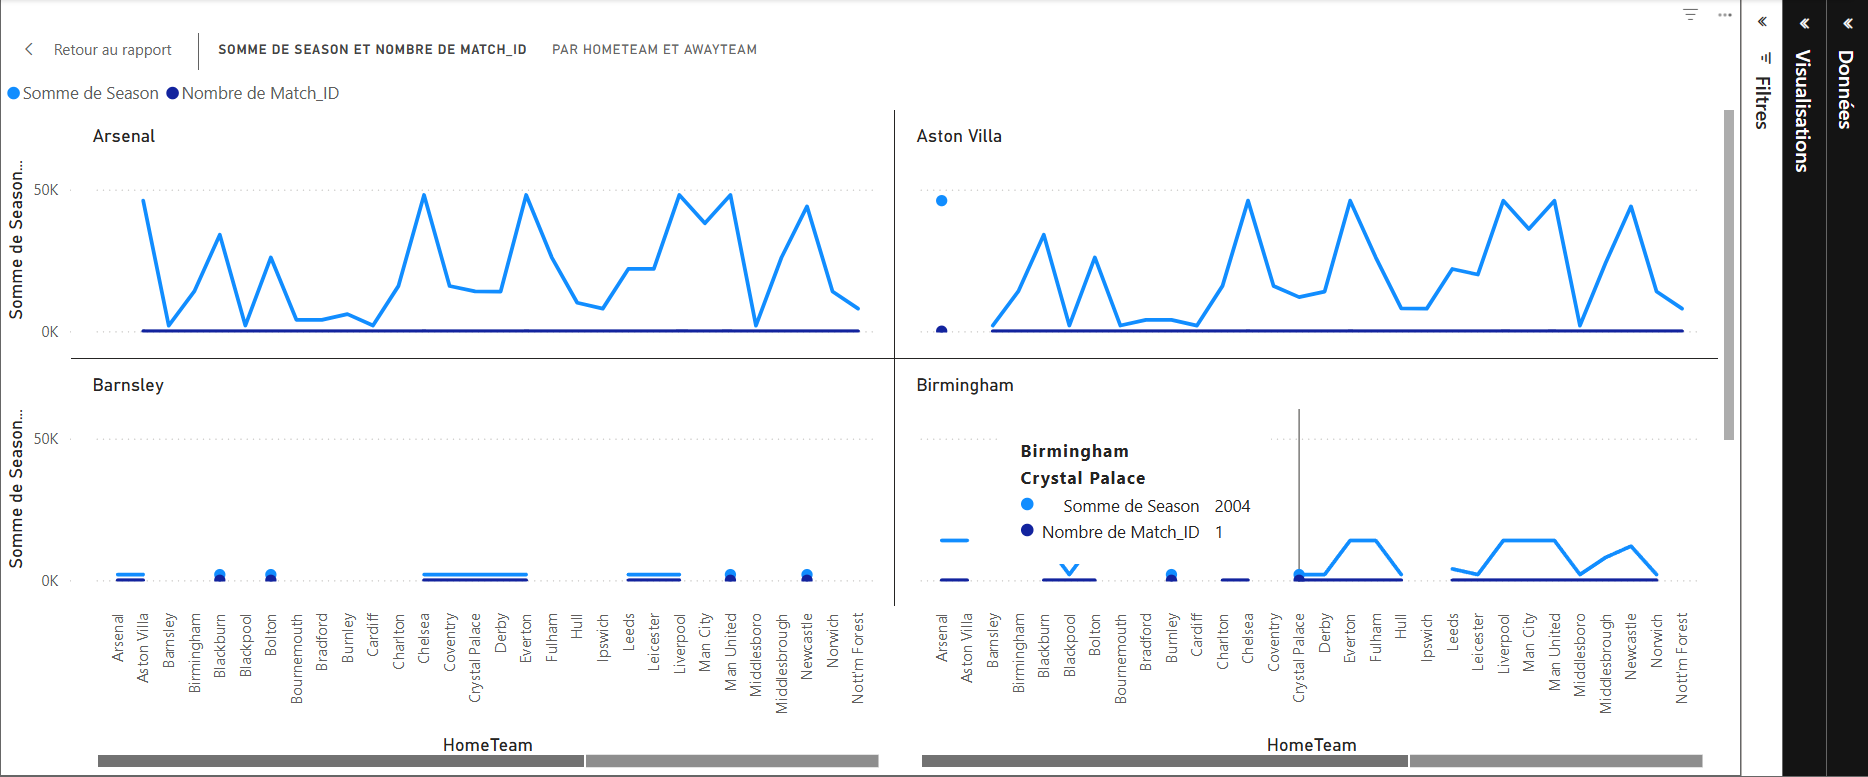 Retour au rapport
SOMME DE SEASON ET NOMBRE DE MATCH_ID
PAR HOMETEAM ET AWAYTEAM
Somme de Season
Nombre de Match_ID
Arsenal
Aston Villa
Somme de Season...
50K
0K
Barnsley
Birmingham
Somme de Season...
50K
0K
Birmingham
Crystal Palace
Somme de Season 2004
Nombre de Match_ID 1
Arsenal
Aston Villa
Barnsley
Birmingham
Blackburn
Blackpool
Bolton
Bournemouth
Bradford
Burnley
Cardiff
Charlton
Chelsea
Coventry
Crystal Palace
Derby
Everton
Fulham
Hull
Ipswich
Leeds
Leicester
Liverpool
Man City
Man United
Middlesboro
Middlesbrough
Newcastle
Norwich
Nott'm Forest
Arsenal
Aston Villa
Barnsley
Birmingham
Blackburn
Blackpool
Bolton
Bournemouth
Bradford
Burnley
Cardiff
Charlton
Chelsea
Coventry
Crystal Palace
Derby
Everton
Fulham
Hull
Ipswich
Leeds
Leicester
Liverpool
Man City
Man United
Middlesboro
Middlesbrough
Newcastle
Norwich
Nott'm Forest
HomeTeam
HomeTeam
Filtres
Visualisations
Données